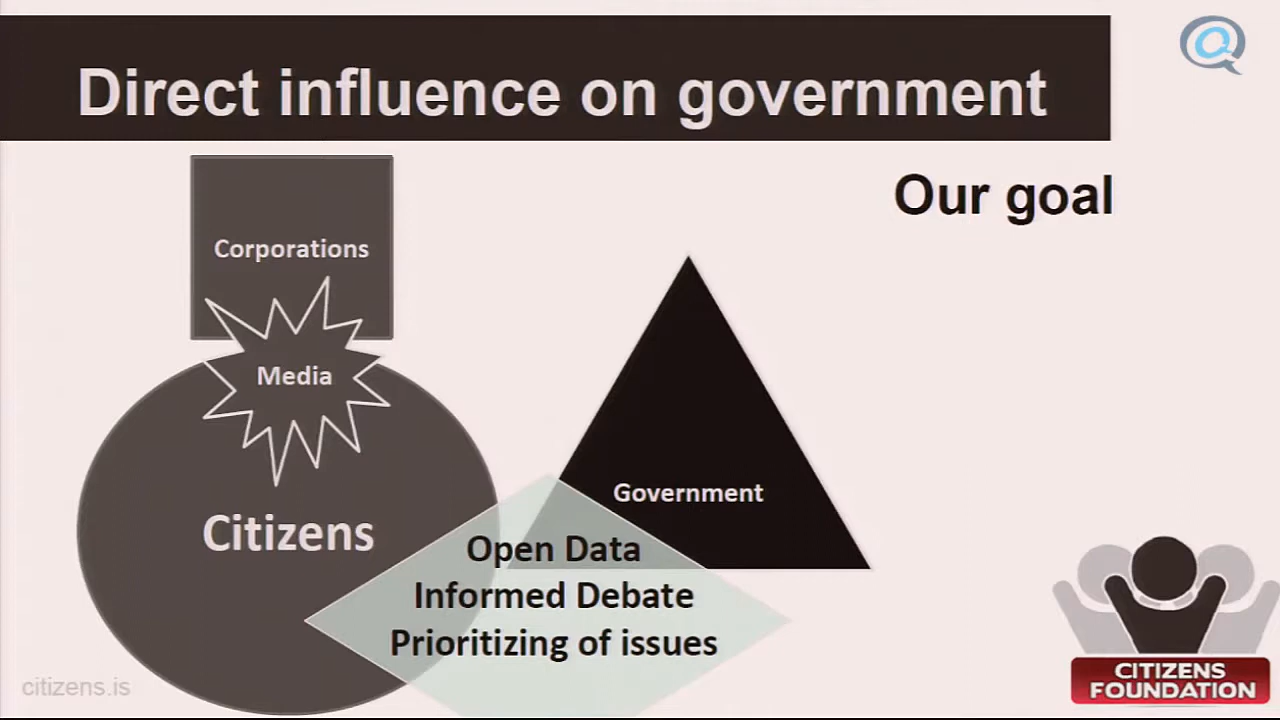 Direct influence on government
Our goal
Corporations
Media
Citizens
Government
Open Data
Informed Debate
Prioritizing of issues
citizens.is
CITIZENS
FOUNDATION